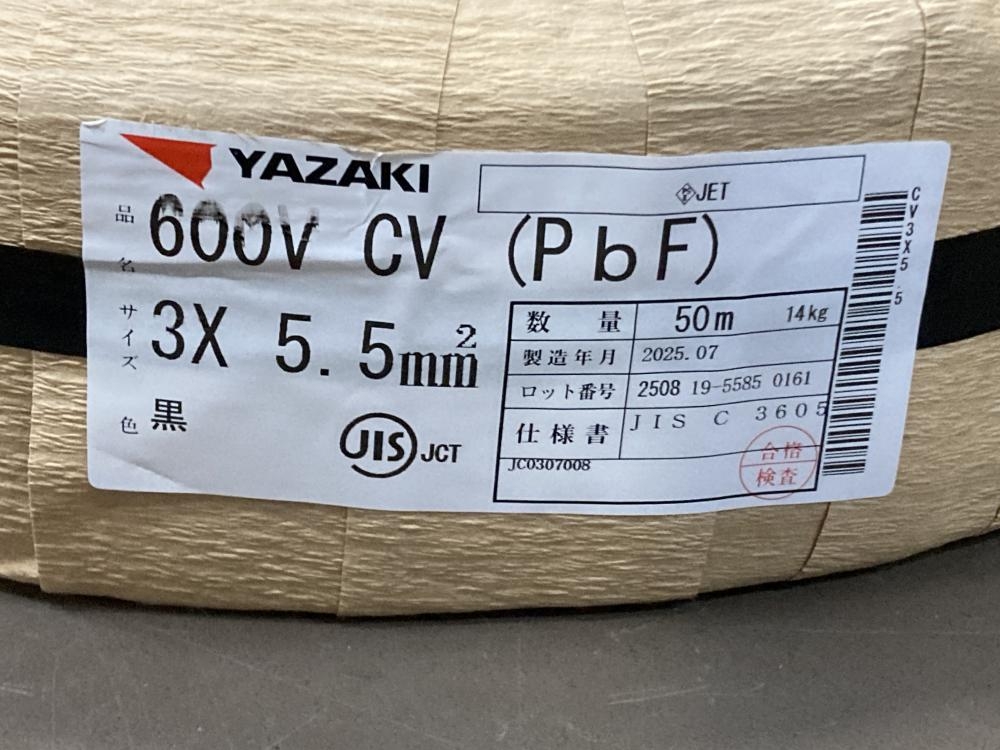 YAZAKI
<PS>E JET
品名 600V CV (PbF)
サイズ 3X 5.5mm²
色 黒
JIS JCT
数量 50m 14kg
製造年月 2025.07
ロット番号 2508 19-5585 0161
仕様書 JIS C 3605
JC0307008
合格
検査
CV3X5.5